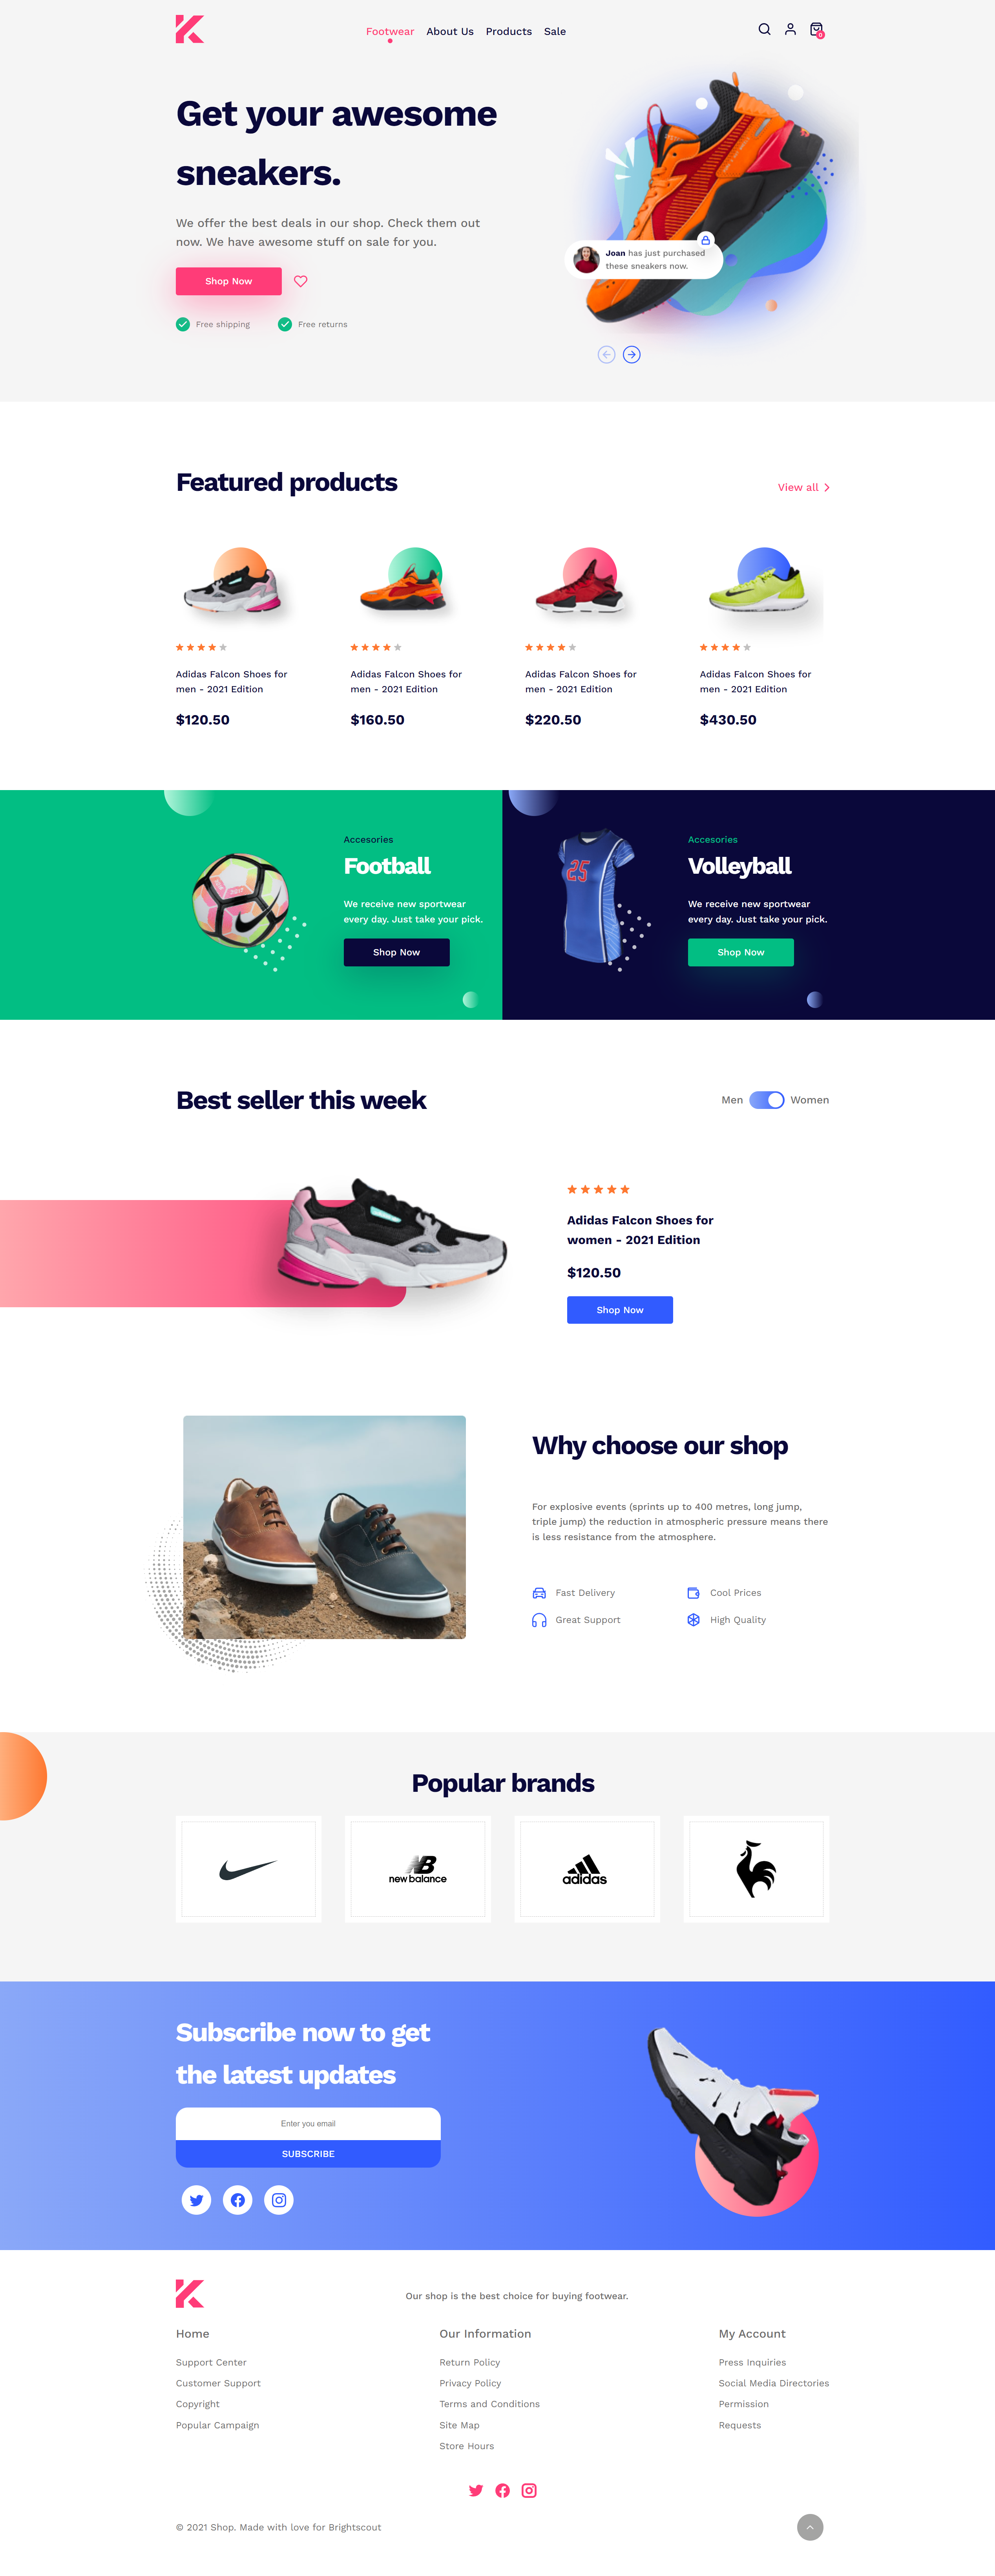 Footwear About Us Products Sale
0
Get your awesome
sneakers.
We offer the best deals in our shop. Check them out
now. We have awesome stuff on sale for you.
Shop Now
Free shipping Free returns
Joan has just purchased
these sneakers now.
Featured products
View all
Adidas Falcon Shoes for
men - 2021 Edition
$120.50
Adidas Falcon Shoes for
men - 2021 Edition
$160.50
Adidas Falcon Shoes for
men - 2021 Edition
$220.50
Adidas Falcon Shoes for
men - 2021 Edition
$430.50
Accesories
Football
We receive new sportwear
every day. Just take your pick.
Shop Now
25
Accesories
Volleyball
We receive new sportwear
every day. Just take your pick.
Shop Now
Best seller this week
Men Women
Adidas Falcon Shoes for
women - 2021 Edition
$120.50
Shop Now
Why choose our shop
For explosive events (sprints up to 400 metres, long jump,
triple jump) the reduction in atmospheric pressure means there
is less resistance from the atmosphere.
Fast Delivery
Cool Prices
Great Support
High Quality
Popular brands
NB
new balance
adidas
Subscribe now to get
the latest updates
Enter you email
SUBSCRIBE
K
Our shop is the best choice for buying footwear.
Home
Support Center
Customer Support
Copyright
Popular Campaign
Our Information
Return Policy
Privacy Policy
Terms and Conditions
Site Map
Store Hours
My Account
Press Inquiries
Social Media Directories
Permission
Requests
© 2021 Shop. Made with love for Brightscout